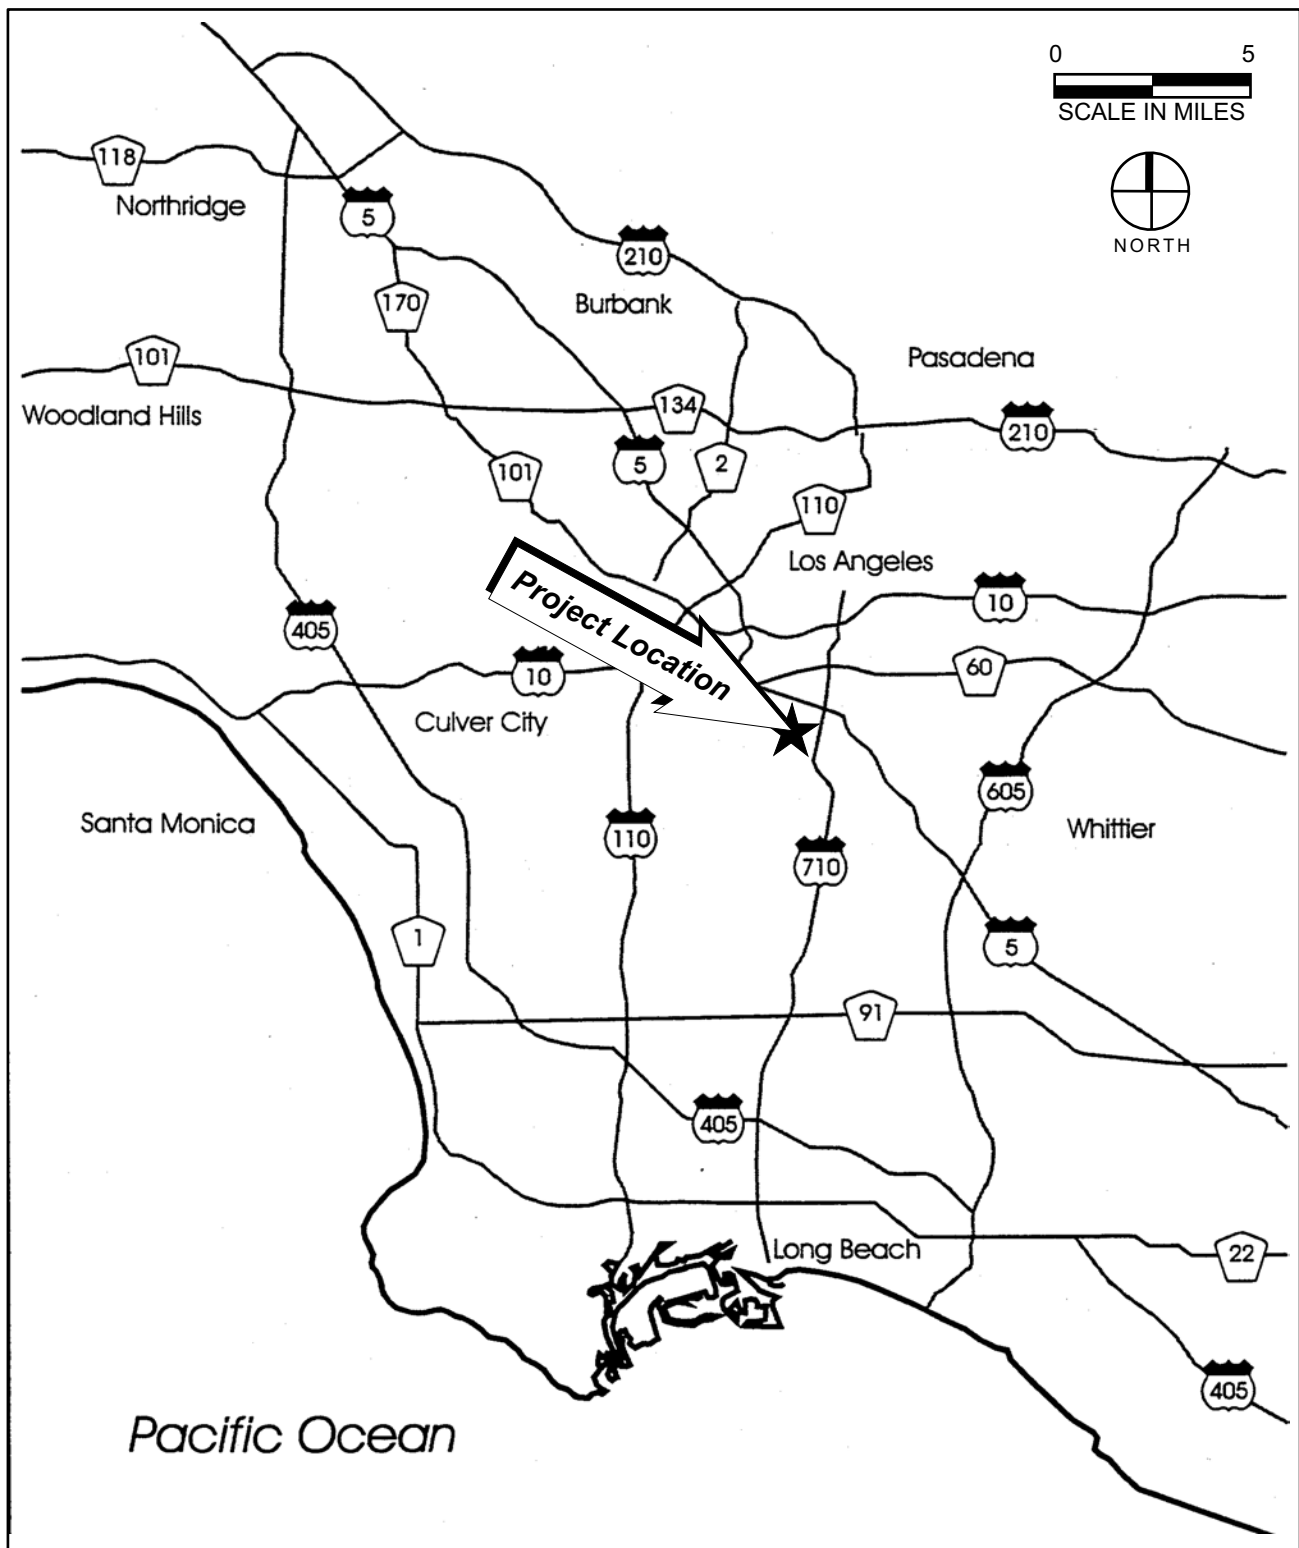 0 5
SCALE IN MILES
NORTH
118
Northridge
5
210
170
Burbank
101
Pasadena
Woodland Hills
134
210
5
2
101
110
Los Angeles
Project Location
10
405
10
60
Culver City
605
Santa Monica
110
Whittier
710
1
5
91
405
Long Beach
22
405
Pacific Ocean